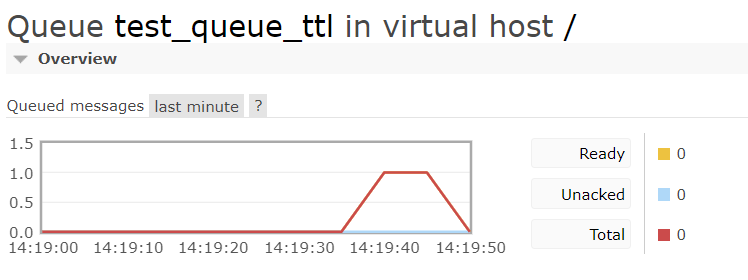 Queue test_queue_ttl in virtual host /
Overview
Queued messages last minute ?
1.5
1.0
0.5
0.0
14:19:00 14:19:10 14:19:20 14:19:30 14:19:40 14:19:50
Ready 0
Unacked 0
Total 0